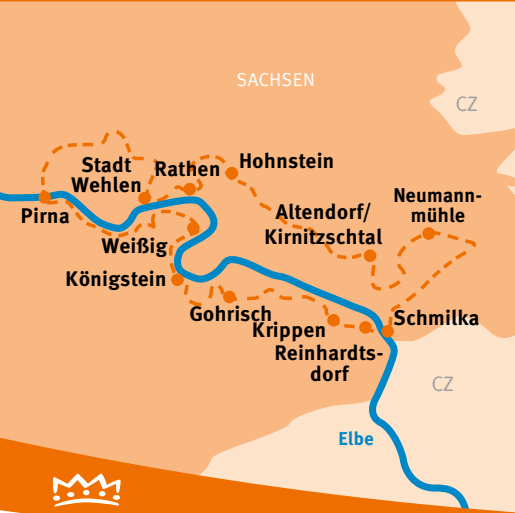 SACHSEN
CZ
Stadt
Wehlen
Rathen
Hohnstein
Pirna
Altendorf/
Kirnitzschtal
Neumann-
mühle
Weißig
Königstein
Gohrisch
Krippen
Schmilka
Reinhardts-
dorf
CZ
Elbe